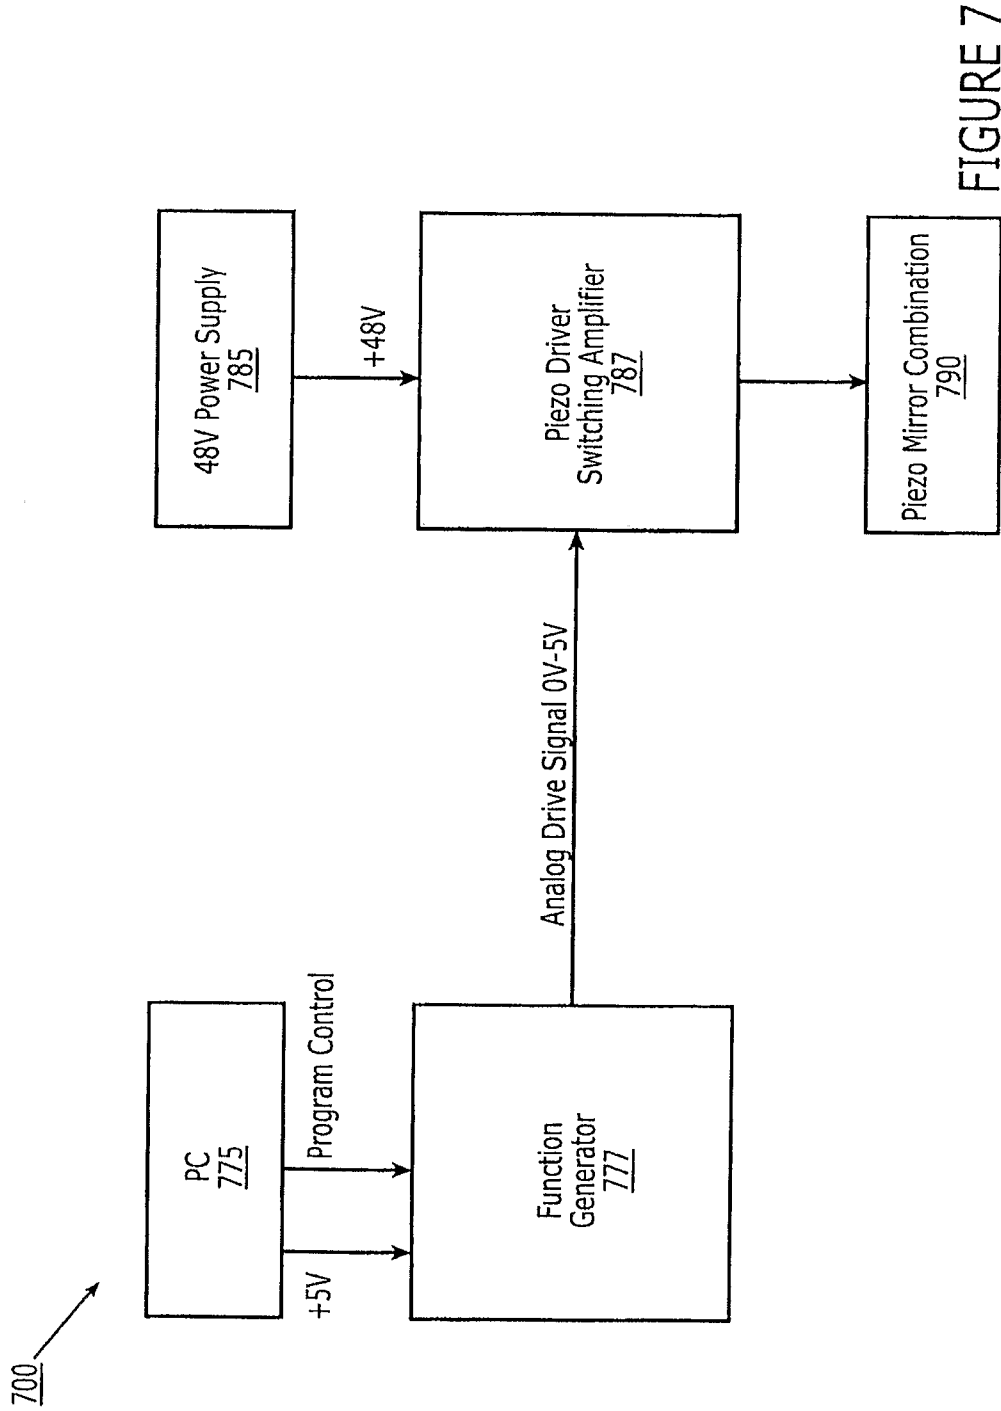 700
PC
775
+5V
Program Control
Function
Generator
777
Analog Drive Signal 0V-5V
48V Power Supply
785
+48V
Piezo Driver
Switching Amplifier
787
Piezo Mirror Combination
790
FIGURE 7